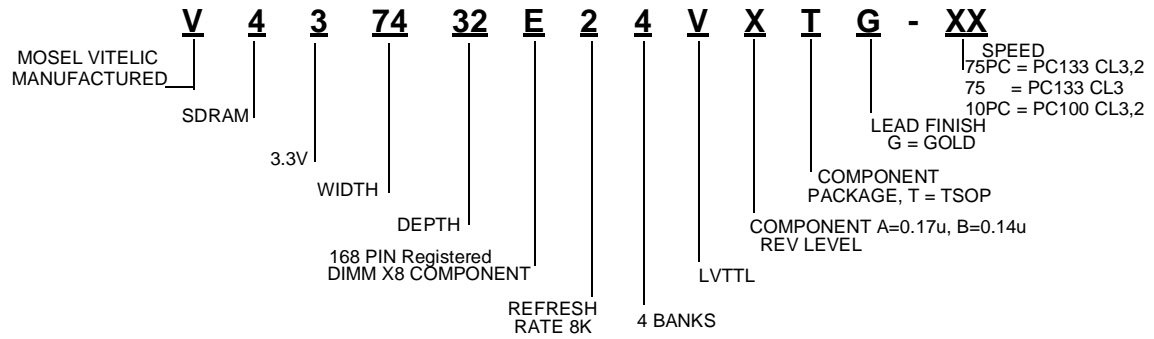 V 4 3 74 32 E 2 4 V X T G - XX
MOSEL VITELIC
MANUFACTURED
SDRAM
3.3V
WIDTH
DEPTH
168 PIN Registered
DIMM X8 COMPONENT
REFRESH
RATE 8K
4 BANKS
LVTTL
COMPONENT A=0.17u, B=0.14u
REV LEVEL
COMPONENT
PACKAGE, T = TSOP
LEAD FINISH
G = GOLD
SPEED
75PC = PC133 CL3,2
75 = PC133 CL3
10PC = PC100 CL3,2